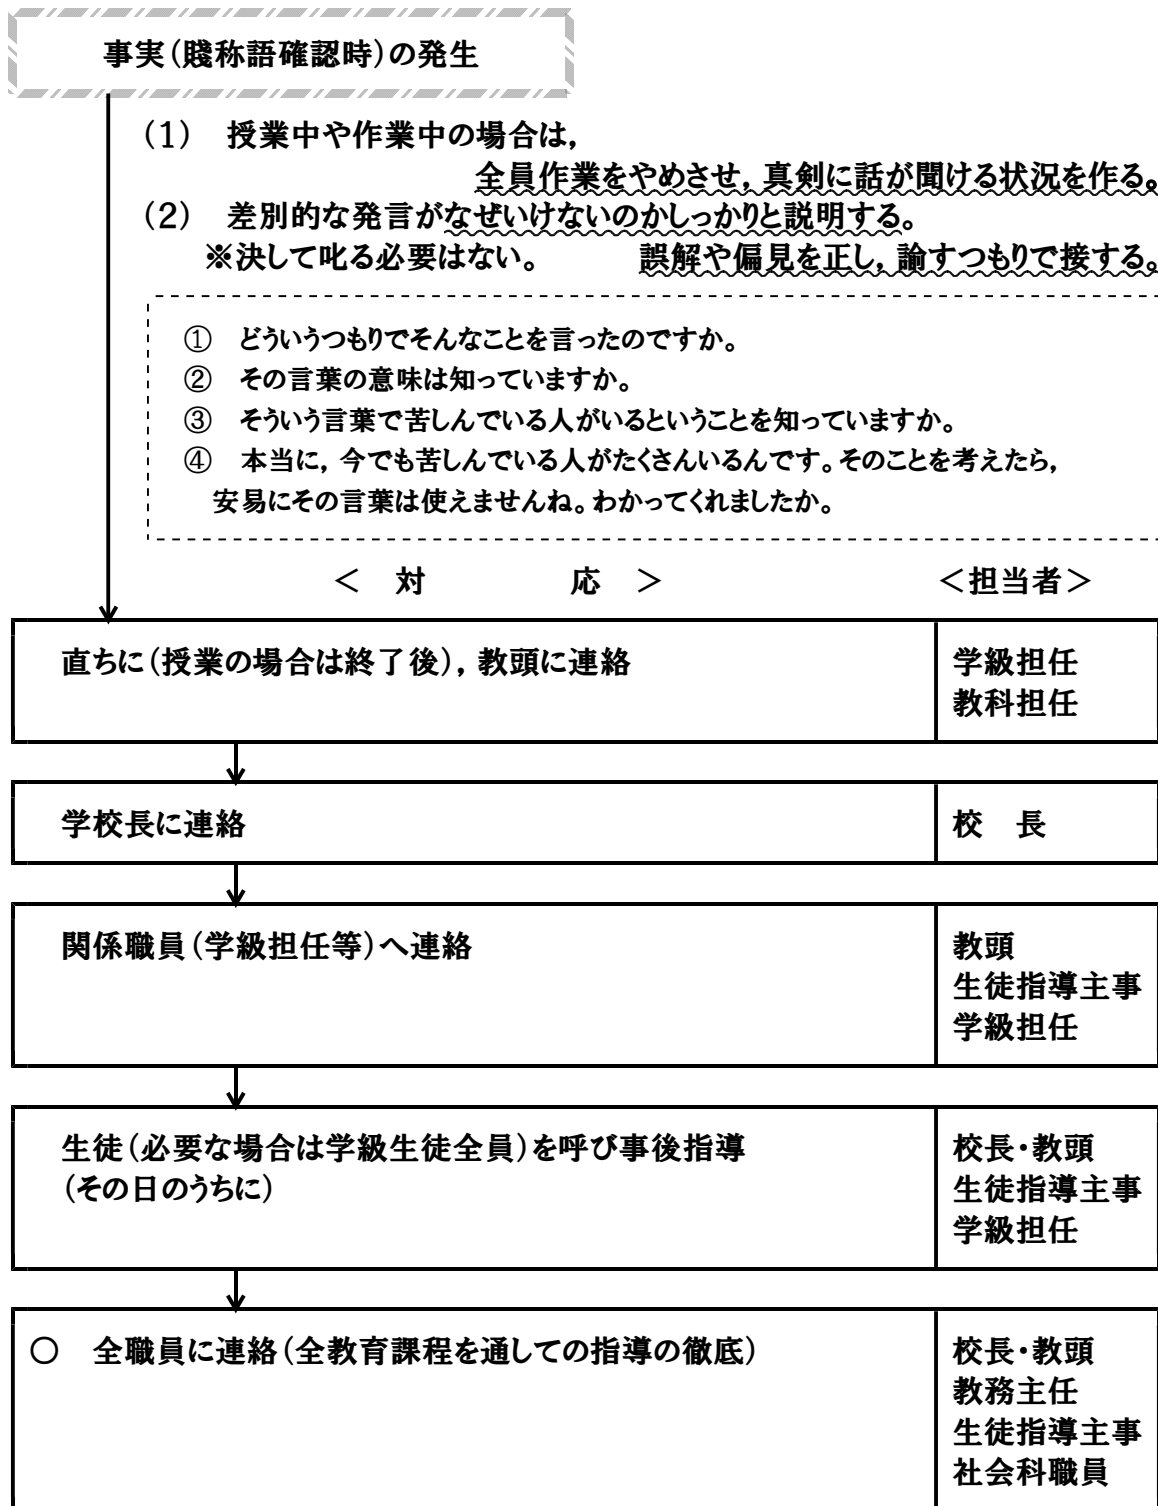 事実(賤称語確認時)の発生
(1) 授業中や作業中の場合は,
全員作業をやめさせ,真剣に話が聞ける状況を作る。
(2) 差別的な発言がなぜいけないのかしっかりと説明する。
※決して叱る必要はない。 誤解や偏見を正し,諭すつもりで接する。
① どういうつもりでそんなことを言ったのですか。
② その言葉の意味は知っていますか。
③ そういう言葉で苦しんでいる人がいるということを知っていますか。
④ 本当に,今でも苦しんでいる人がたくさんいるんです。そのことを考えたら,
安易にその言葉は使えませんね。わかってくれましたか。
< 対 応 > <担当者>
直ちに(授業の場合は終了後),教頭に連絡 学級担任
教科担任
学校長に連絡 校 長
関係職員(学級担任等)へ連絡 教頭
生徒指導主事
学級担任
生徒(必要な場合は学級生徒全員)を呼び事後指導 校長・教頭
(その日のうちに) 生徒指導主事
学級担任
○ 全職員に連絡(全教育課程を通しての指導の徹底) 校長・教頭
教務主任
生徒指導主事
社会科職員